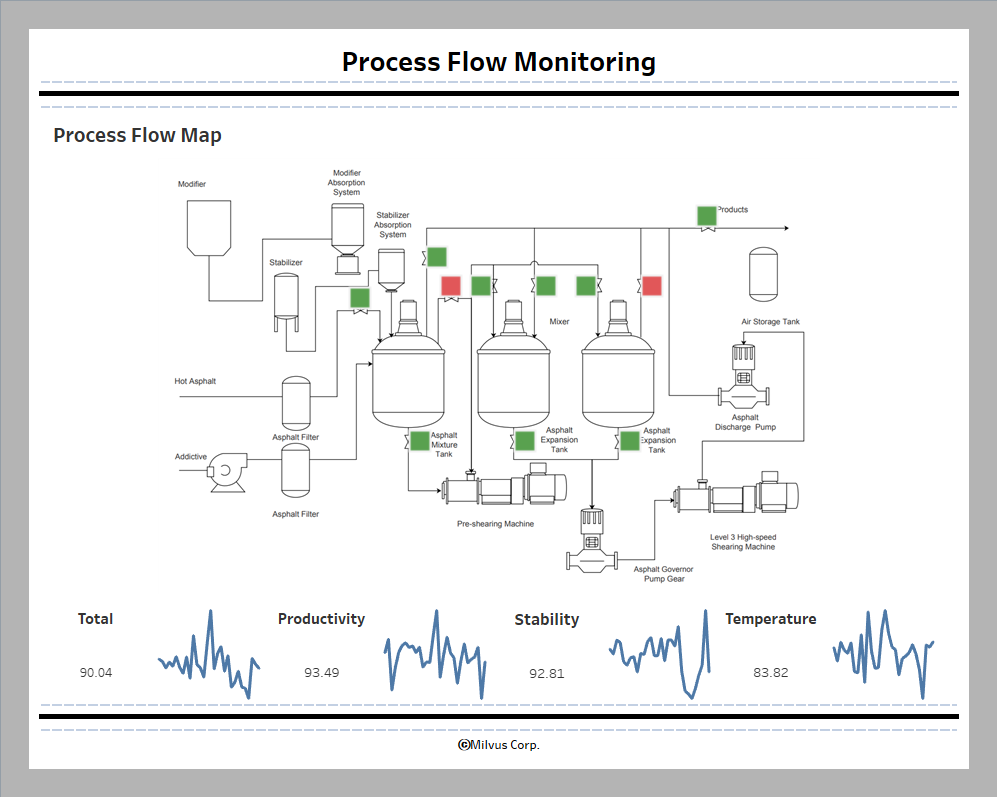 Process Flow Monitoring
Process Flow Map
Modifier
Modifier
Absorption
System
Stabilizer
Absorption
System
Products
Stabilizer
Mixer
Air Storage Tank
Hot Asphalt
Asphalt Filter
Asphalt
Mixture
Tank
Asphalt
Expansion
Tank
Asphalt
Expansion
Tank
Asphalt
Discharge Pump
Addictive
Asphalt Filter
Pre-shearing Machine
Level 3 High-speed
Shearing Machine
Asphalt Governor
Pump Gear
Total
90.04
Productivity
93.49
Stability
92.81
Temperature
83.82
©Milvus Corp.